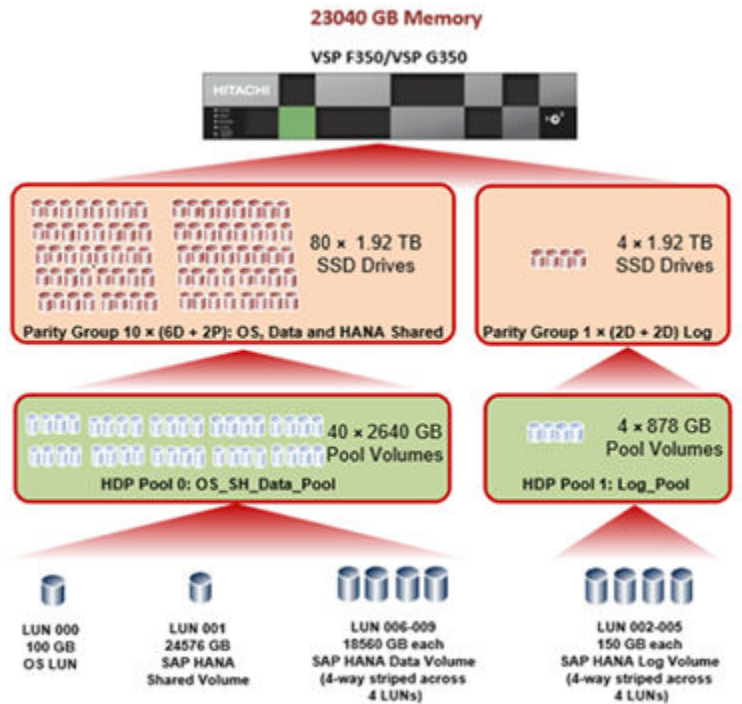 23040 GB Memory
VSP F350/VSP G350
HITACHI
80 × 1.92 TB
SSD Drives
Parity Group 10 × (6D + 2P): OS, Data and HANA Shared
4 × 1.92 TB
SSD Drives
Parity Group 1 × (2D + 2D) Log
40 × 2640 GB
Pool Volumes
HDP Pool 0: OS_SH_Data_Pool
4 × 878 GB
Pool Volumes
HDP Pool 1: Log_Pool
LUN 000
100 GB
OS LUN
LUN 001
24576 GB
SAP HANA
Shared Volume
LUN 006-009
18560 GB each
SAP HANA Data Volume
(4-way striped across
4 LUNs)
LUN 002-005
150 GB each
SAP HANA Log Volume
(4-way striped across
4 LUNs)